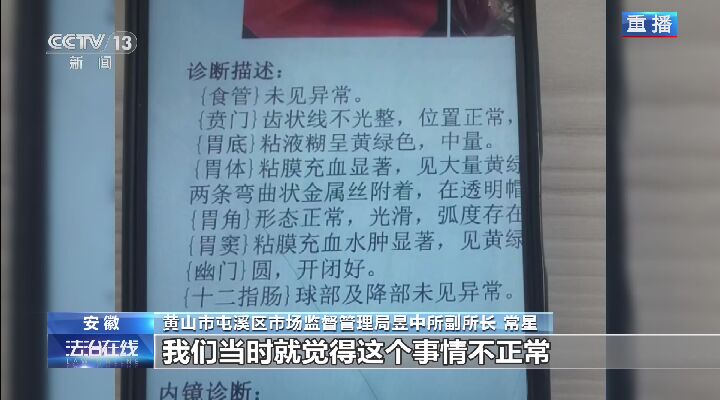 CCTV 13
新闻
重播
诊断描述：
{食管}未见异常。
{贲门}齿状线不光整，位置正常，
{胃底}粘液糊呈黄绿色，中量。
{胃体}粘膜充血显著，见大量黄绿
两条弯曲状金属丝附着，在透明帽
{胃角}形态正常，光滑，弧度存在
{胃窦}粘膜充血水肿显著，见黄绿
{幽门}圆，开闭好。
{十二指肠}球部及降部未见异常。
内镜诊断：
安徽
黄山市屯溪区市场监督管理局昱中所副所长 常星
法治在线
我们当时就觉得这个事情不正常